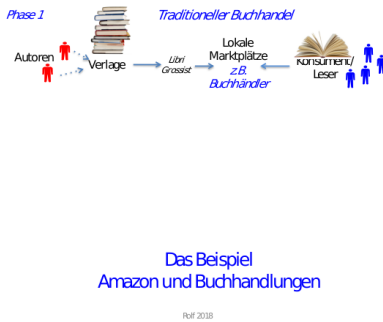 Phase 1
Traditioneller Buchhandel
Autoren
Verlage
Libri
Grossist
Lokale
Marktplätze
z.B.
Buchhändler
Konsument/
Leser
Das Beispiel
Amazon und Buchhandlungen
Rolf 2018